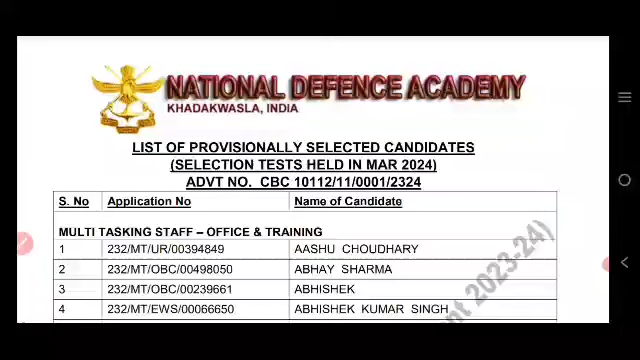 NATIONAL DEFENCE ACADEMY
KHADAKWASLA, INDIA
LIST OF PROVISIONALLY SELECTED CANDIDATES
(SELECTION TESTS HELD IN MAR 2024)
ADVT NO. CBC 10112/11/0001/2324
S. No Application No Name of Candidate
MULTI TASKING STAFF – OFFICE & TRAINING
1 232/MT/UR/00394849 AASHU CHOUDHARY
2 232/MT/OBC/00498050 ABHAY SHARMA
3 232/MT/OBC/00239661 ABHISHEK
4 232/MT/EWS/00066650 ABHISHEK KUMAR SINGH
2023-24)